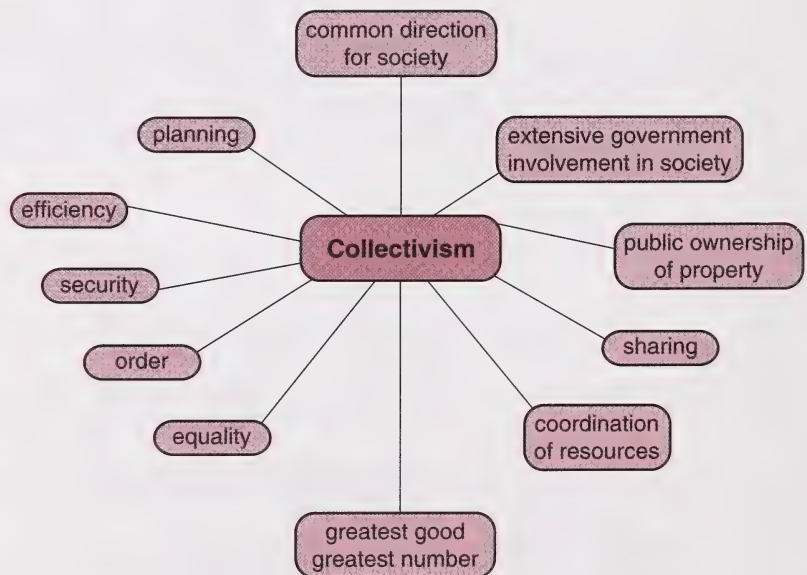 common direction
for society
planning
extensive government
involvement in society
efficiency
Collectivism
public ownership
of property
security
sharing
order
equality
coordination
of resources
greatest good
greatest number